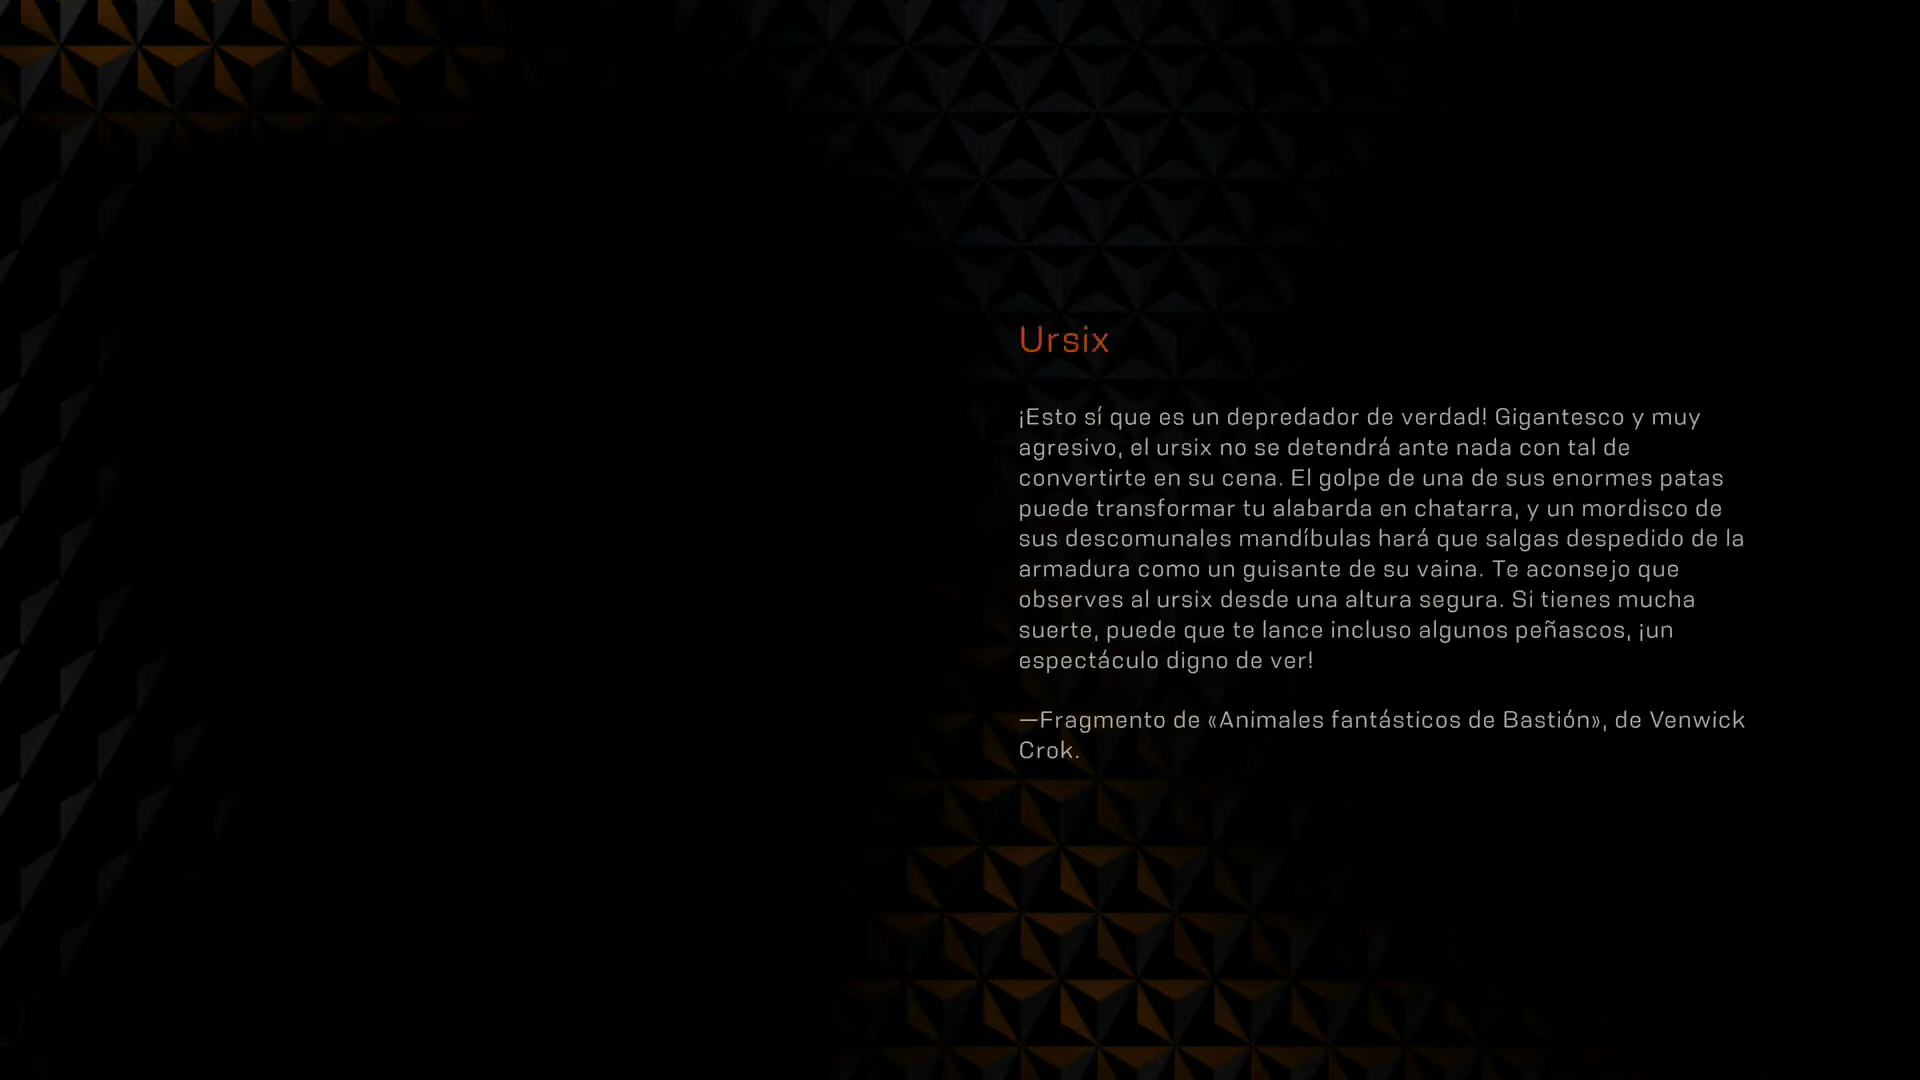 Ursix
¡Esto sí que es un depredador de verdad! Gigantesco y muy
agresivo, el ursix no se detendrá ante nada con tal de
convertirte en su cena. El golpe de una de sus enormes patas
puede transformar tu alabarda en chatarra, y un mordisco de
sus descomunales mandíbulas hará que salgas despedido de la
armadura como un guisante de su vaina. Te aconsejo que
observes al ursix desde una altura segura. Si tienes mucha
suerte, puede que te lance incluso algunos peñascos, ¡un
espectáculo digno de ver!
—Fragmento de «Animales fantásticos de Bastión», de Venwick
Crok.